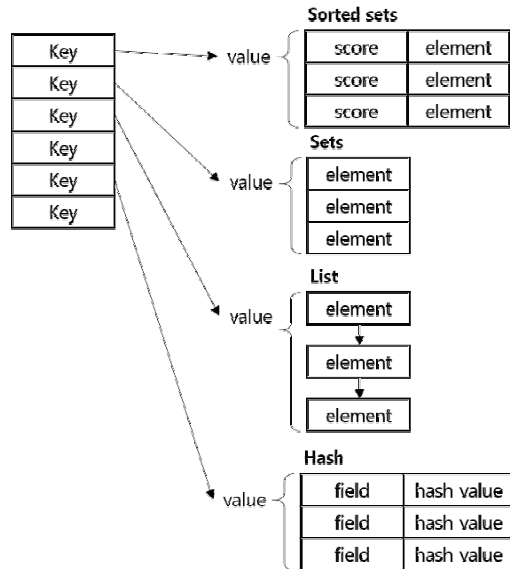 Key
Key
Key
Key
Key
Key
Sorted sets
value
score element
score element
score element
Sets
value
element
element
element
List
value
element
element
element
Hash
value
field hash value
field hash value
field hash value